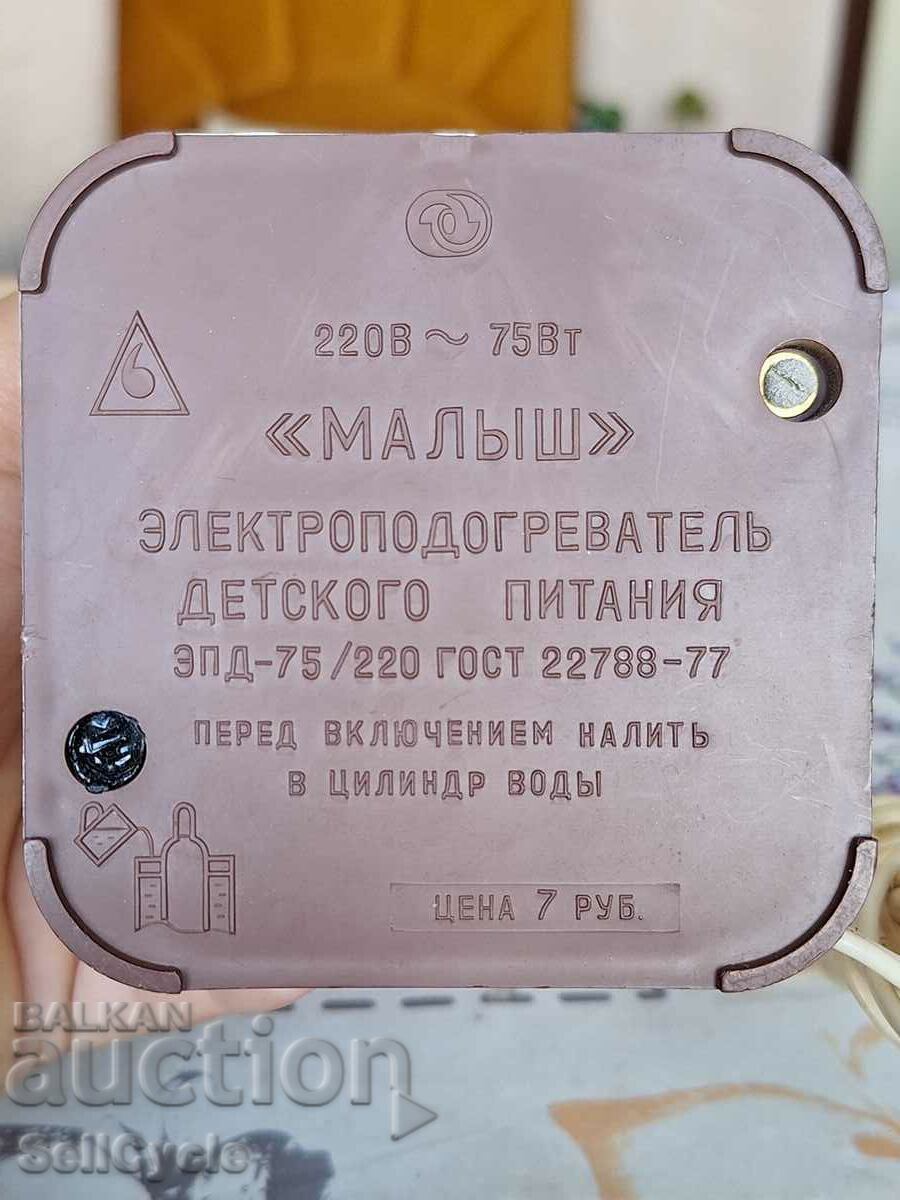 220В ~ 75Вт
«МАЛЫШ»
ЭЛЕКТРОПОДОГРЕВАТЕЛЬ
ДЕТСКОГО ПИТАНИЯ
ЭПД-75/220 ГОСТ 22788-77
ПЕРЕД ВКЛЮЧЕНИЕМ НАЛИТЬ
В ЦИЛИНДР ВОДЫ
ЦЕНА 7 РУБ.
BALKAN
auction
SellCycle